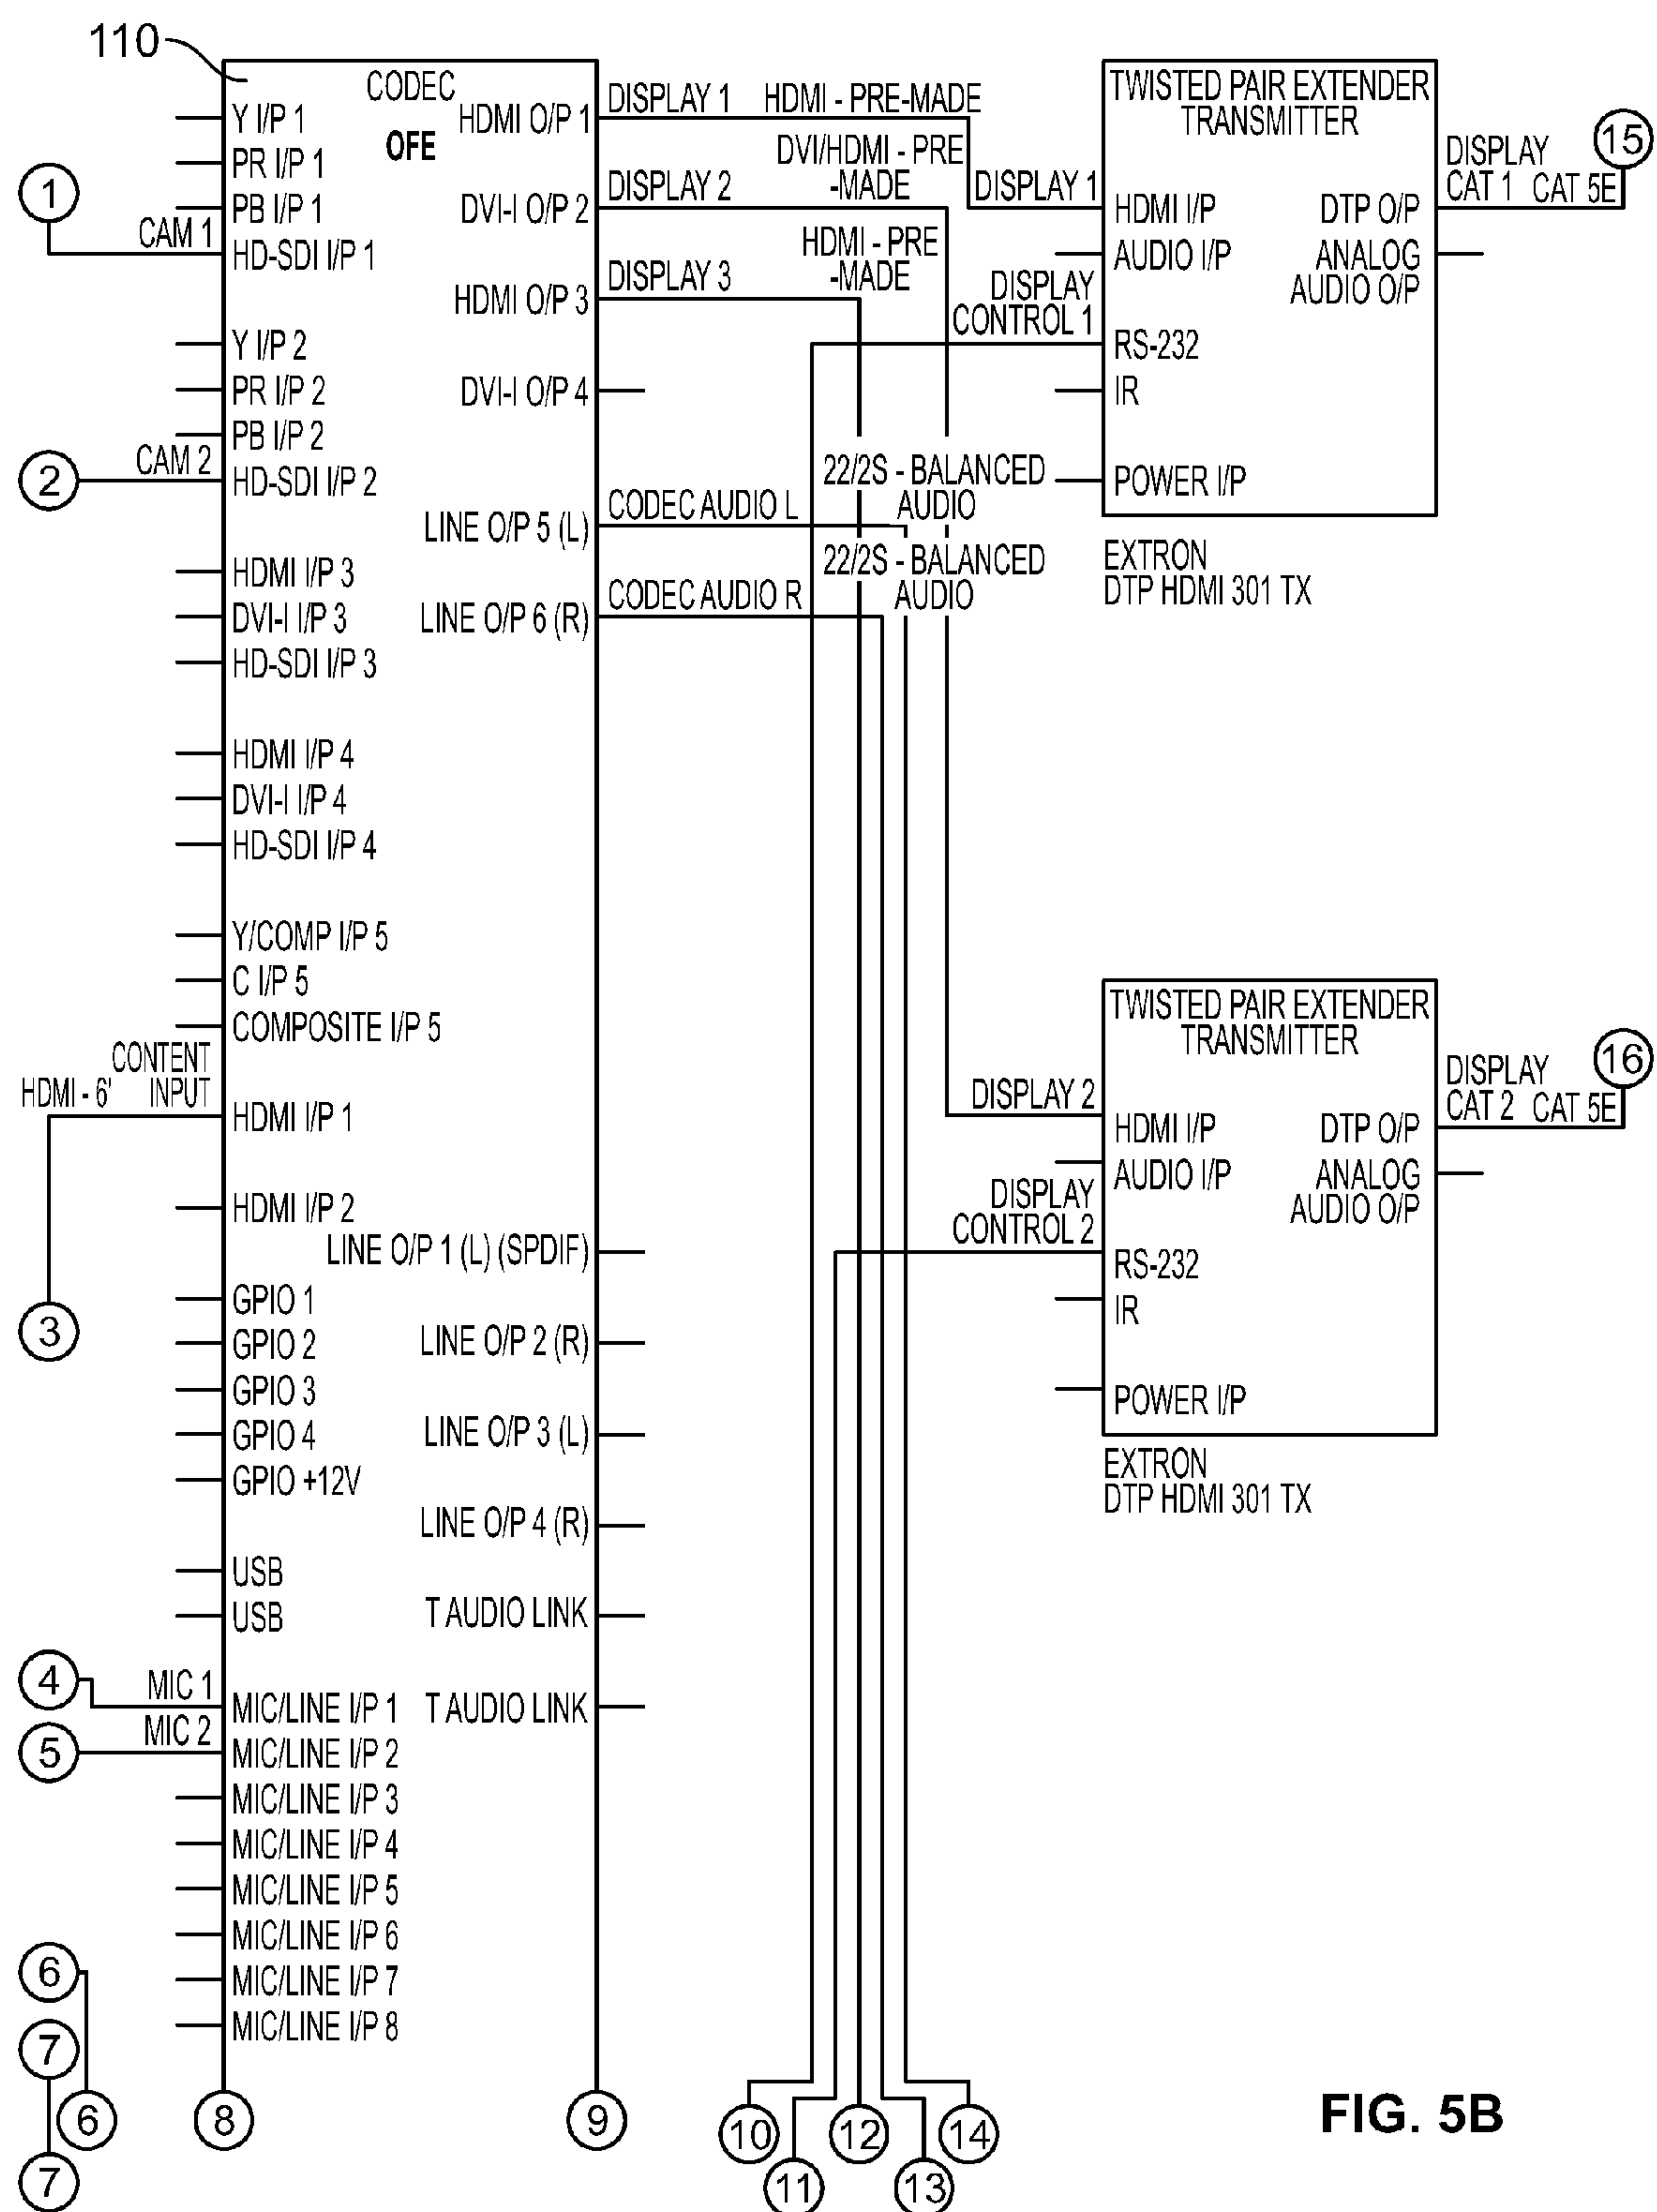 110
CODEC
OFE
Y I/P 1
PR I/P 1
PB I/P 1
1
CAM 1
HD-SDI I/P 1
Y I/P 2
PR I/P 2
PB I/P 2
2
CAM 2
HD-SDI I/P 2
HDMI I/P 3
DVI-I I/P 3
HD-SDI I/P 3
HDMI I/P 4
DVI-I I/P 4
HD-SDI I/P 4
Y/COMP I/P 5
C I/P 5
COMPOSITE I/P 5
CONTENT
HDMI - 6' INPUT
HDMI I/P 1
HDMI I/P 2
3
GPIO 1
GPIO 2
GPIO 3
GPIO 4
GPIO +12V
USB
USB
4
MIC 1
MIC/LINE I/P 1
5
MIC 2
MIC/LINE I/P 2
MIC/LINE I/P 3
MIC/LINE I/P 4
MIC/LINE I/P 5
MIC/LINE I/P 6
MIC/LINE I/P 7
MIC/LINE I/P 8
6
7
6
7
8
HDMI O/P 1
DVI-I O/P 2
HDMI O/P 3
DVI-I O/P 4
LINE O/P 5 (L)
LINE O/P 6 (R)
LINE O/P 1 (L) (SPDIF)
LINE O/P 2 (R)
LINE O/P 3 (L)
LINE O/P 4 (R)
T AUDIO LINK
T AUDIO LINK
9
DISPLAY 1 HDMI - PRE-MADE
DISPLAY 2
DVI/HDMI - PRE
-MADE
DISPLAY 3
HDMI - PRE
-MADE
CODEC AUDIO L
22/2S - BALANCED
AUDIO
CODEC AUDIO R
22/2S - BALANCED
AUDIO
10
11
12
13
14
TWISTED PAIR EXTENDER
TRANSMITTER
DISPLAY 1
HDMI I/P
AUDIO I/P
DISPLAY
CONTROL 1
RS-232
IR
POWER I/P
DTP O/P
ANALOG
AUDIO O/P
DISPLAY
CAT 1 CAT 5E
15
EXTRON
DTP HDMI 301 TX
TWISTED PAIR EXTENDER
TRANSMITTER
DISPLAY 2
HDMI I/P
AUDIO I/P
DISPLAY
CONTROL 2
RS-232
IR
POWER I/P
DTP O/P
ANALOG
AUDIO O/P
DISPLAY
CAT 2 CAT 5E
16
EXTRON
DTP HDMI 301 TX
FIG. 5B